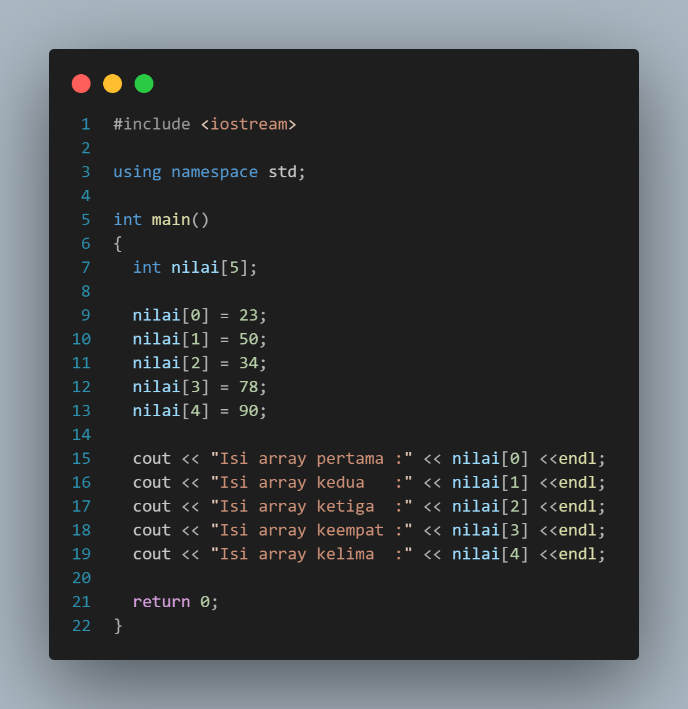 1 #include <iostream>
2
3 using namespace std;
4
5 int main()
6 {
7   int nilai[5];
8
9   nilai[0] = 23;
10   nilai[1] = 50;
11   nilai[2] = 34;
12   nilai[3] = 78;
13   nilai[4] = 90;
14
15   cout << "Isi array pertama :" << nilai[0] <<endl;
16   cout << "Isi array kedua   :" << nilai[1] <<endl;
17   cout << "Isi array ketiga  :" << nilai[2] <<endl;
18   cout << "Isi array keempat :" << nilai[3] <<endl;
19   cout << "Isi array kelima  :" << nilai[4] <<endl;
20
21   return 0;
22 }